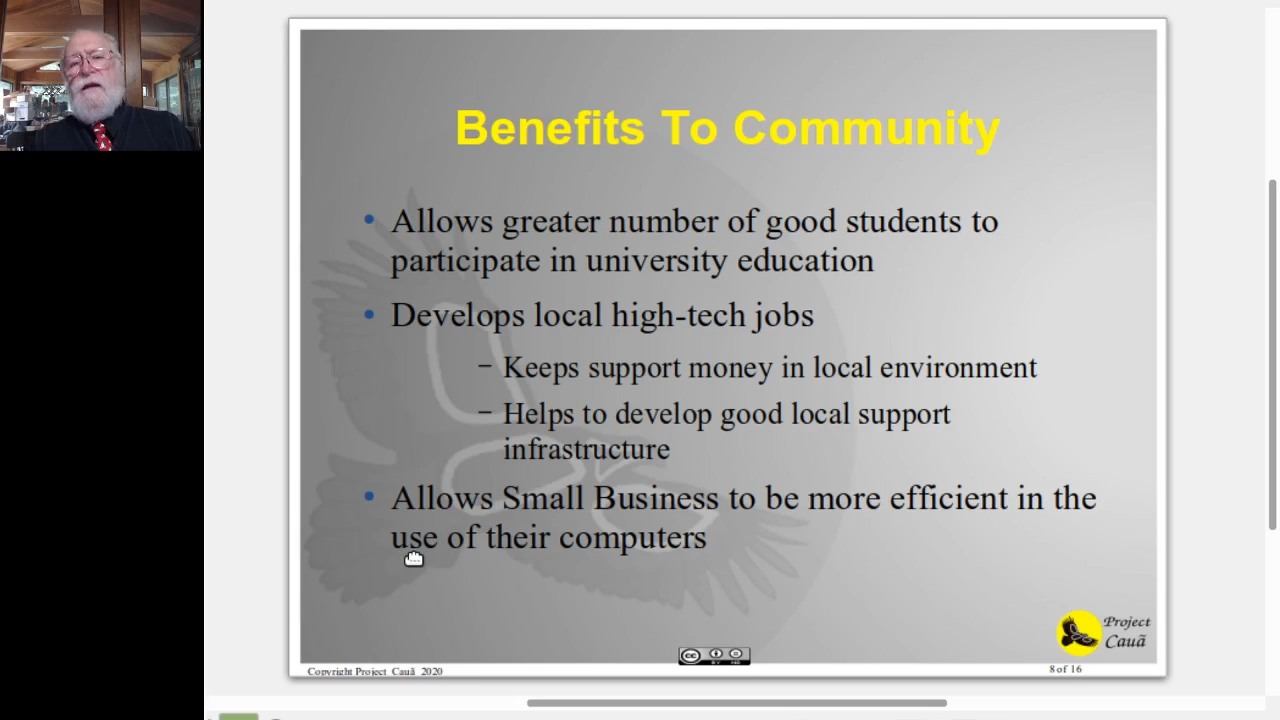 Benefits To Community
• Allows greater number of good students to
participate in university education
• Develops local high-tech jobs
– Keeps support money in local environment
– Helps to develop good local support
infrastructure
• Allows Small Business to be more efficient in the
use of their computers
Project
Cauã
cc
BY
Copyright Project Cauã 2020
8 of 16